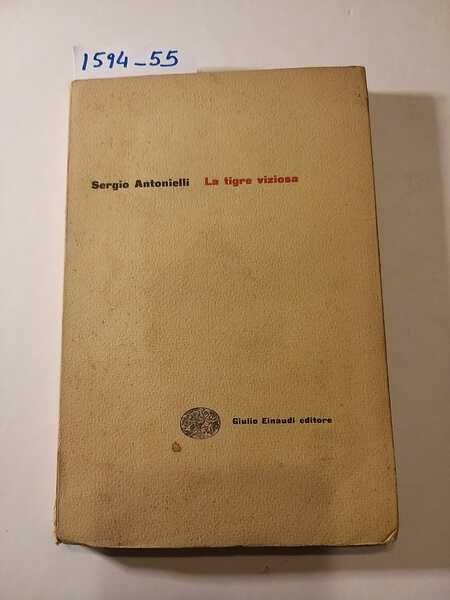 1594_55
Sergio Antonielli La tigre viziosa
Giulio Einaudi editore